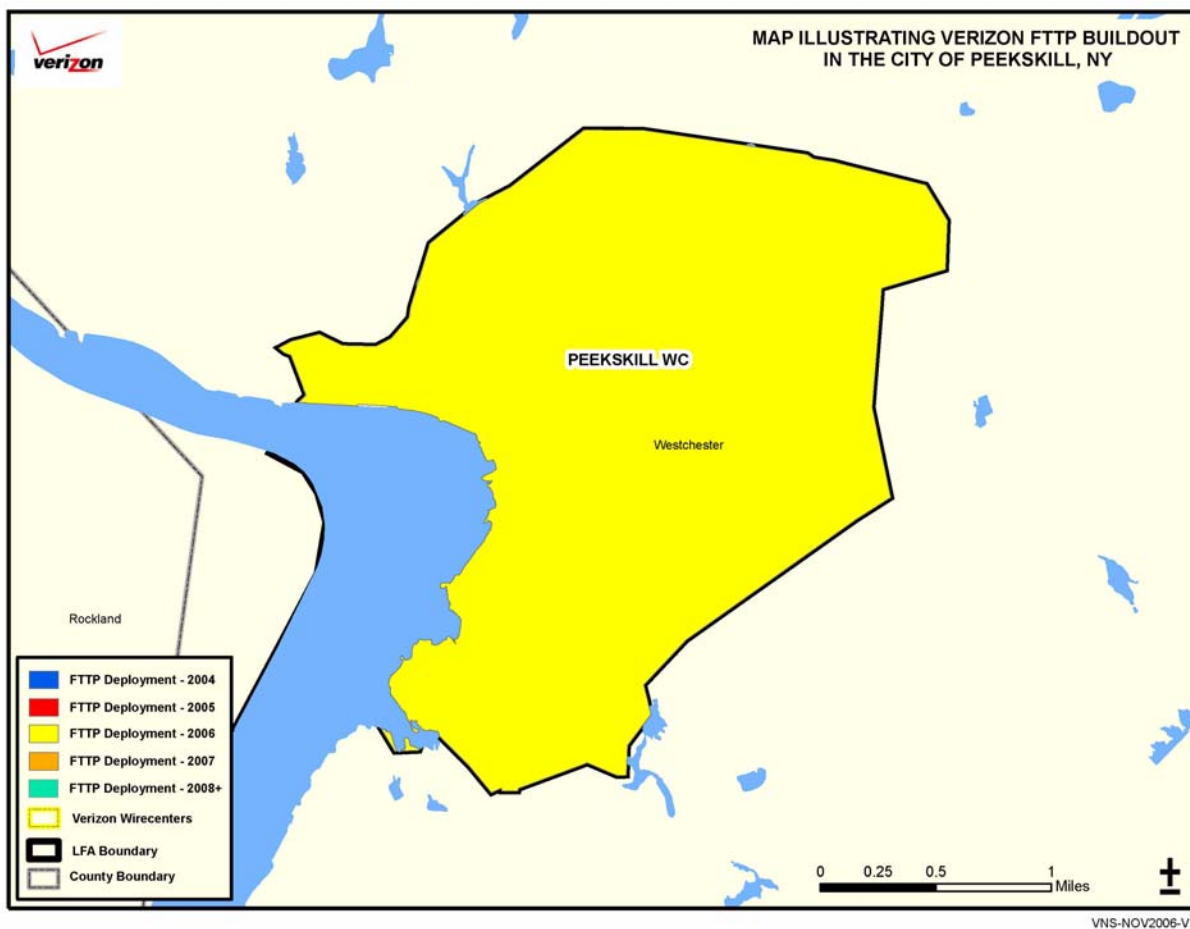 verizon
MAP ILLUSTRATING VERIZON FTTP BUILDOUT
IN THE CITY OF PEEKSKILL, NY
PEEKSKILL WC
Westchester
Rockland
FTTP Deployment - 2004
FTTP Deployment - 2005
FTTP Deployment - 2006
FTTP Deployment - 2007
FTTP Deployment - 2008+
Verizon Wirecenters
LFA Boundary
County Boundary
0 0.25 0.5 1
Miles
VNS-NOV2006-V